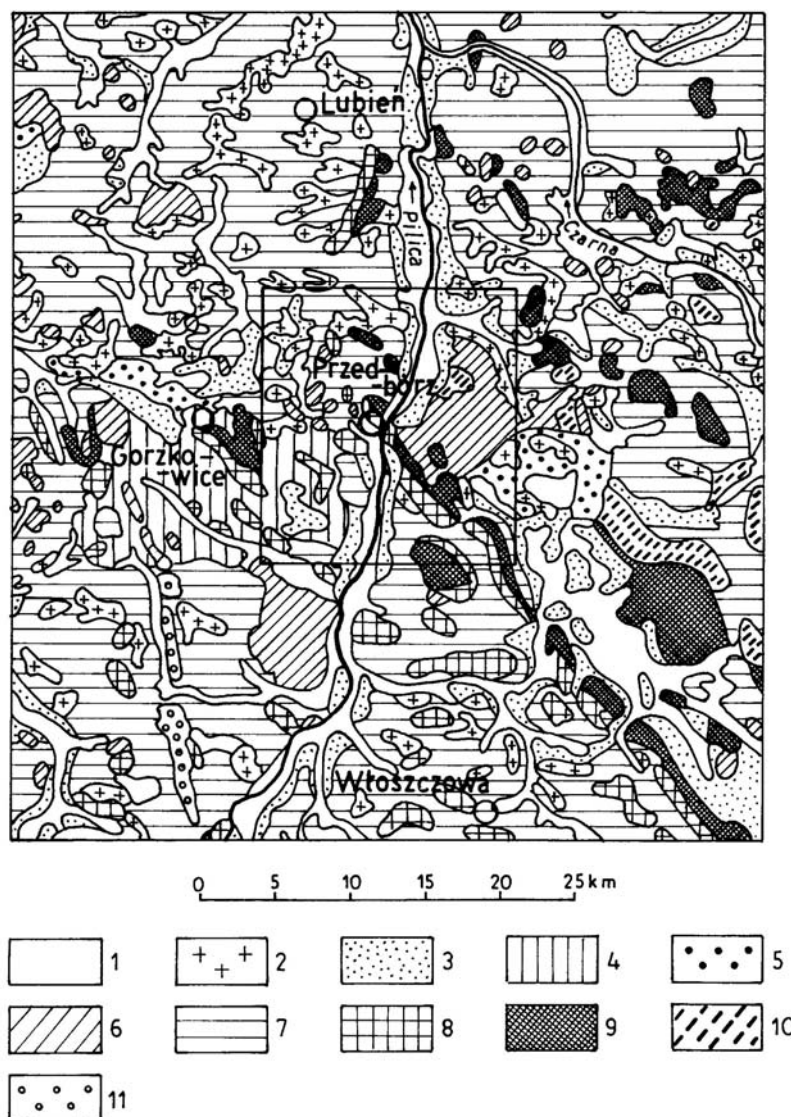 Lubień
Pilica
Czarna
Przed-
-bórz
Gorzko-
-wice
Włoszczowa
0 5 10 15 20 25 km
1 2 3 4 5
6 7 8 9 10
11